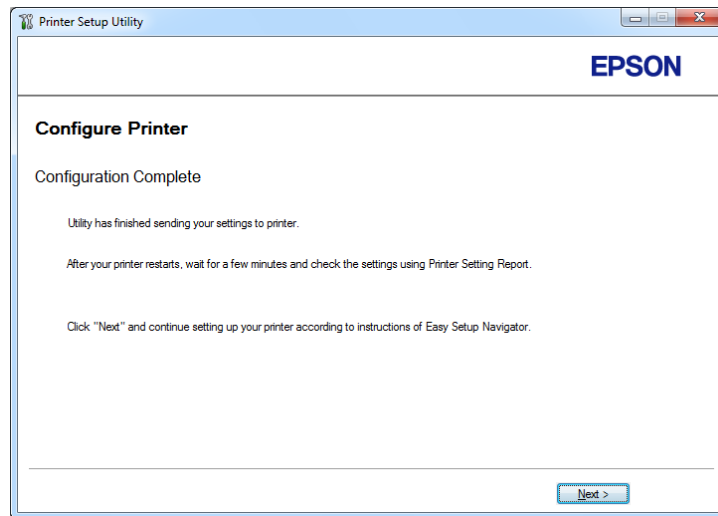 Printer Setup Utility
EPSON
Configure Printer
Configuration Complete
Utility has finished sending your settings to printer.
After your printer restarts, wait for a few minutes and check the settings using Printer Setting Report.
Click "Next" and continue setting up your printer according to instructions of Easy Setup Navigator.
Next >